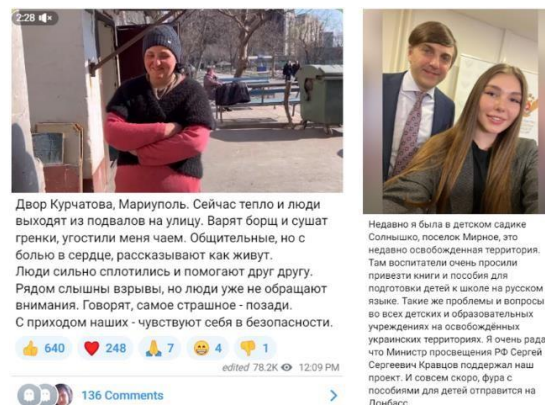 2:28
Двор Курчатова, Мариуполь. Сейчас тепло и люди
выходят из подвалов на улицу. Варят борщ и сушат
гренки, угостили меня чаем. Общительные, но с
болью в сердце, рассказывают как живут.
Люди сильно сплотились и помогают друг другу.
Рядом слышны взрывы, но люди уже не обращают
внимания. Говорят, самое страшное - позади.
С приходом наших - чувствуют себя в безопасности.
640 248 7 4 1
edited 78.2K 12:09 PM
136 Comments
Недавно я была в детском садике
Солнышко, поселок Мирное, это
недавно освобожденная территория.
Там воспитатели очень просили
привезти книги и пособия для
подготовки детей к школе на русском
языке. Такие же проблемы и вопросы
во всех детских и образовательных
учреждениях на освобождённых
украинских территориях. Я очень рада
что Министр просвещения РФ Сергей
Сергеевич Кравцов поддержал наш
проект. И совсем скоро, фура с
пособиями для детей отправится на
Донбасс